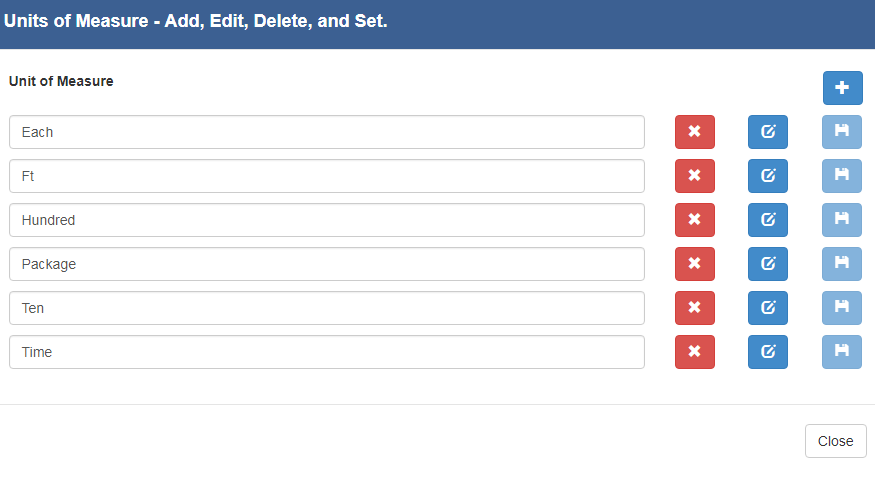 Units of Measure - Add, Edit, Delete, and Set.
Unit of Measure
Each
Ft
Hundred
Package
Ten
Time
Close